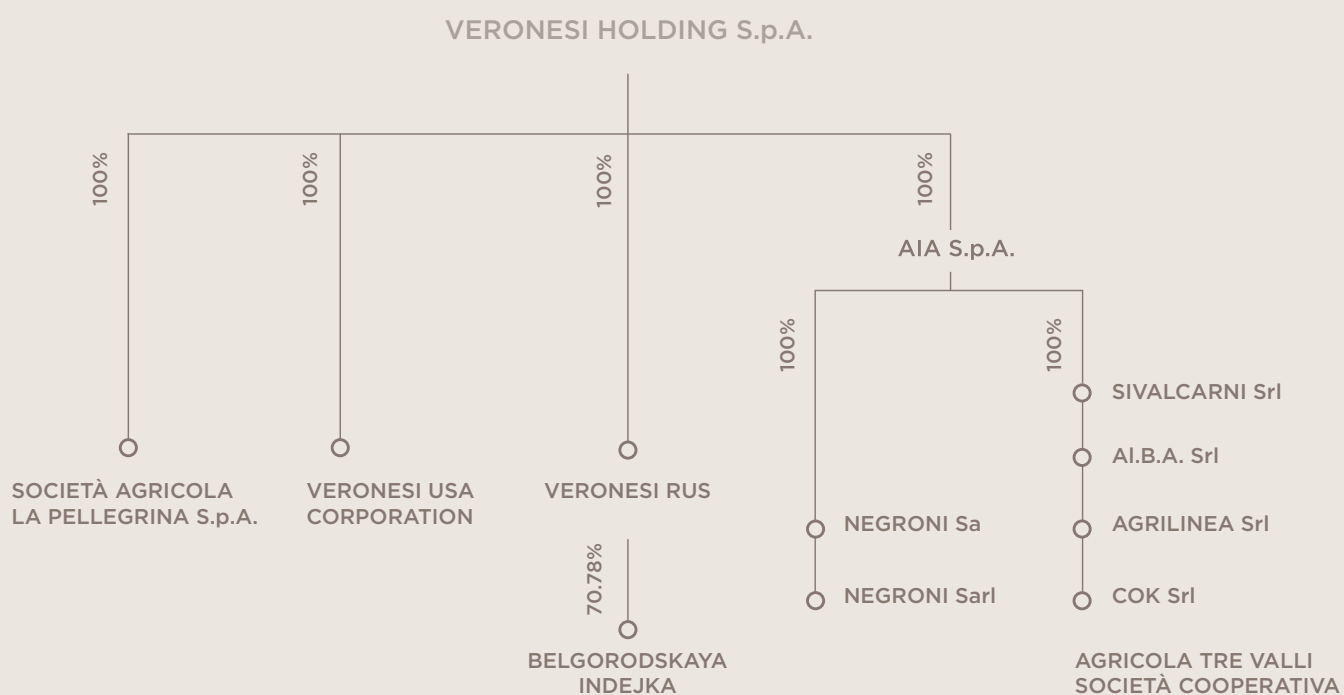 VERONESI HOLDING S.p.A.
100%
100%
100%
100%
AIA S.p.A.
100%
100%
SIVALCARNI Srl
AI.B.A. Srl
SOCIETÀ AGRICOLA
LA PELLEGRINA S.p.A.
VERONESI USA
CORPORATION
VERONESI RUS
NEGRONI Sa
AGRILINEA Srl
70.78%
NEGRONI Sarl
COK Srl
BELGORODSKAYA
INDEJKA
AGRICOLA TRE VALLI
SOCIETÀ COOPERATIVA